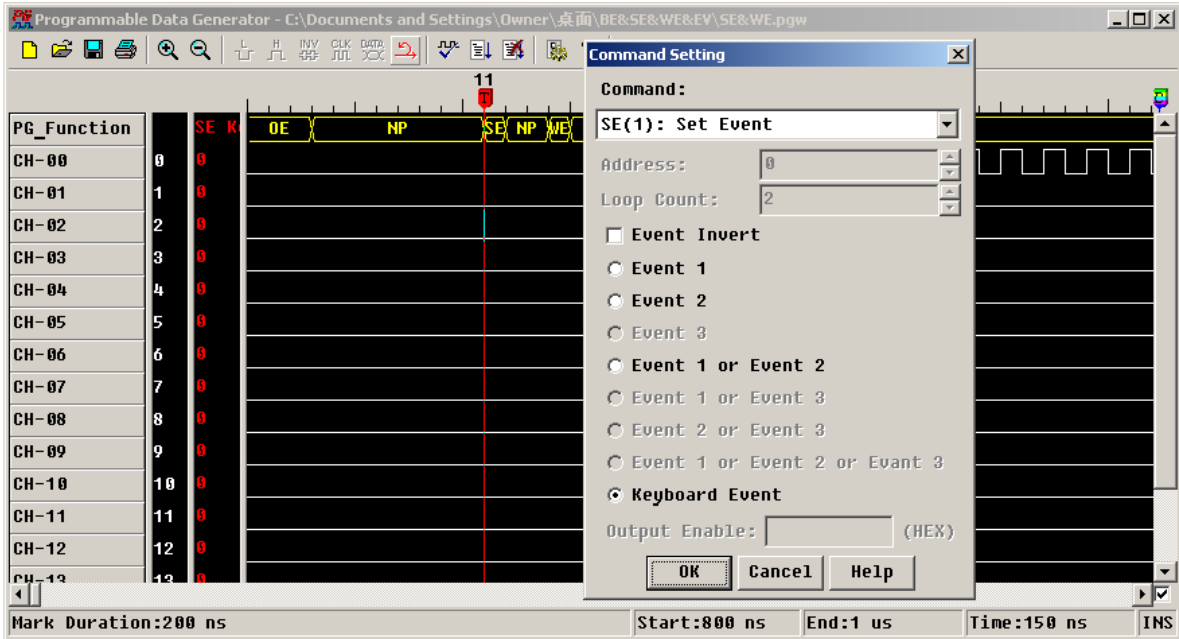 Programmable Data Generator - C:\Documents and Settings\Owner\桌面\BE&SE&WE&EV\SE&WE.pgw
L H INV CLK DATA
11
T
PG_Function SE K OE NP SE NP WE
CH-00 0 0
CH-01 1 0
CH-02 2 0
CH-03 3 0
CH-04 4 0
CH-05 5 0
CH-06 6 0
CH-07 7 0
CH-08 8 0
CH-09 9 0
CH-10 10 0
CH-11 11 0
CH-12 12 0
CH-13 13 0
Command Setting
Command:
SE(1): Set Event
Address: 0
Loop Count: 2
Event Invert
Event 1
Event 2
Event 3
Event 1 or Event 2
Event 1 or Event 3
Event 2 or Event 3
Event 1 or Event 2 or Evant 3
Keyboard Event
Output Enable: (HEX)
OK Cancel Help
Mark Duration:200 ns Start:800 ns End:1 us Time:150 ns INS